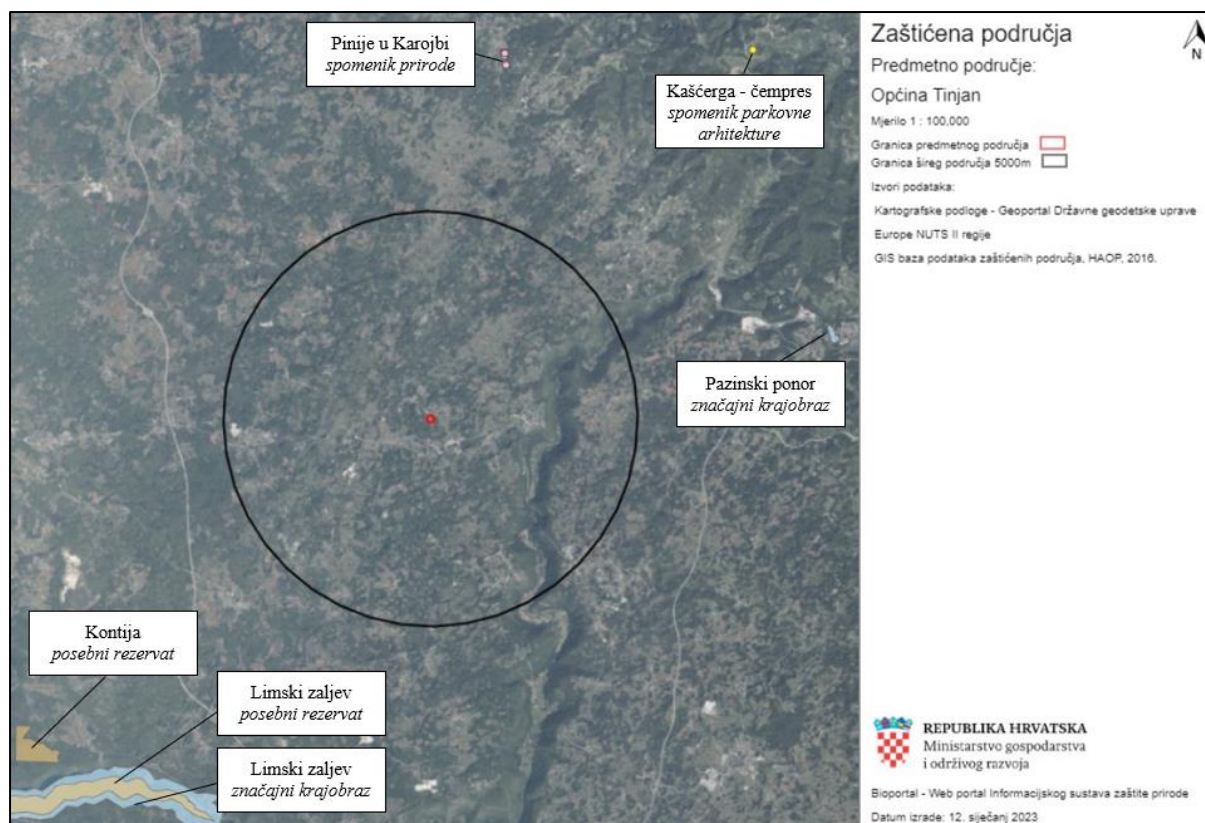 Pinije u Karojbi
spomenik prirode
Kašćerga - čempres
spomenik parkovne
arhitekture
Pazinski ponor
značajni krajobraz
Kontija
posebni rezervat
Limski zaljev
posebni rezervat
Limski zaljev
značajni krajobraz
Zaštićena područja
N
Predmetno područje:
Općina Tinjan
Mjerilo 1 : 100,000
Granica predmetnog područja
Granica šireg područja 5000m
Izvori podataka:
Kartografske podloge - Geoportal Državne geodetske uprave
Europe NUTS II regije
GIS baza podataka zaštićenih područja, HAOP, 2016.
REPUBLIKA HRVATSKA
Ministarstvo gospodarstva
i održivog razvoja
Bioportal - Web portal Informacijskog sustava zaštite prirode
Datum izrade: 12. siječanj 2023